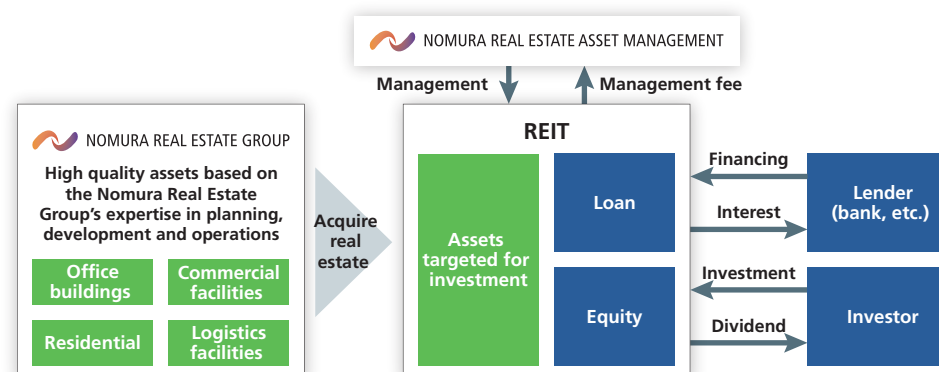 NOMURA REAL ESTATE ASSET MANAGEMENT
Management
Management fee
NOMURA REAL ESTATE GROUP
High quality assets based on
the Nomura Real Estate
Group's expertise in planning,
development and operations
Office
buildings
Commercial
facilities
Residential
Logistics
facilities
Acquire
real
estate
REIT
Assets
targeted for
investment
Loan
Equity
Financing
Interest
Investment
Dividend
Lender
(bank, etc.)
Investor